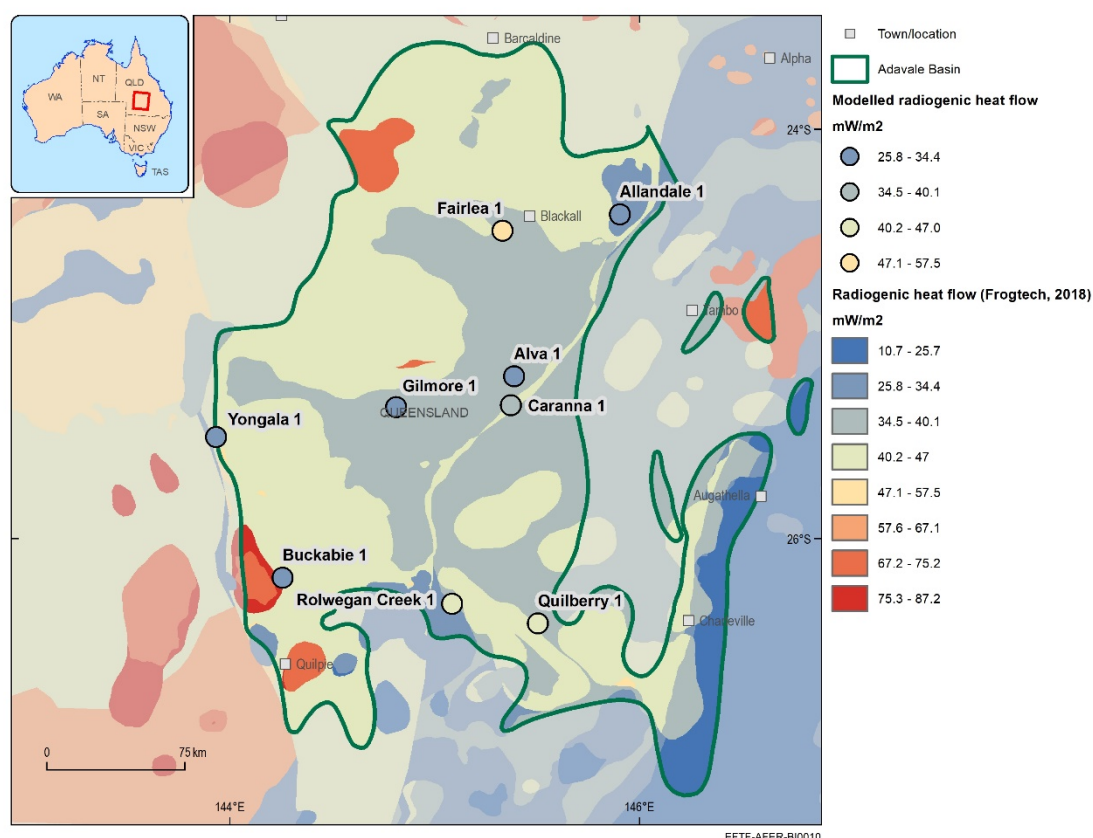 WA
NT
QLD
SA
NSW
VIC
TAS
Barcaldine
Alpha
24°S
Allandale 1
Fairlea 1
Blackall
Tambo
Alva 1
Gilmore 1
QUEENSLAND
Caranna 1
Yongala 1
Augathella
26°S
Buckabie 1
Rolwegan Creek 1
Quilberry 1
Charleville
Quilpie
0
75 km
144°E
146°E
EFTF-AFER-BI0010
Town/location
Adavale Basin
Modelled radiogenic heat flow
mW/m2
25.8 - 34.4
34.5 - 40.1
40.2 - 47.0
47.1 - 57.5
Radiogenic heat flow (Frogtech, 2018)
mW/m2
10.7 - 25.7
25.8 - 34.4
34.5 - 40.1
40.2 - 47
47.1 - 57.5
57.6 - 67.1
67.2 - 75.2
75.3 - 87.2